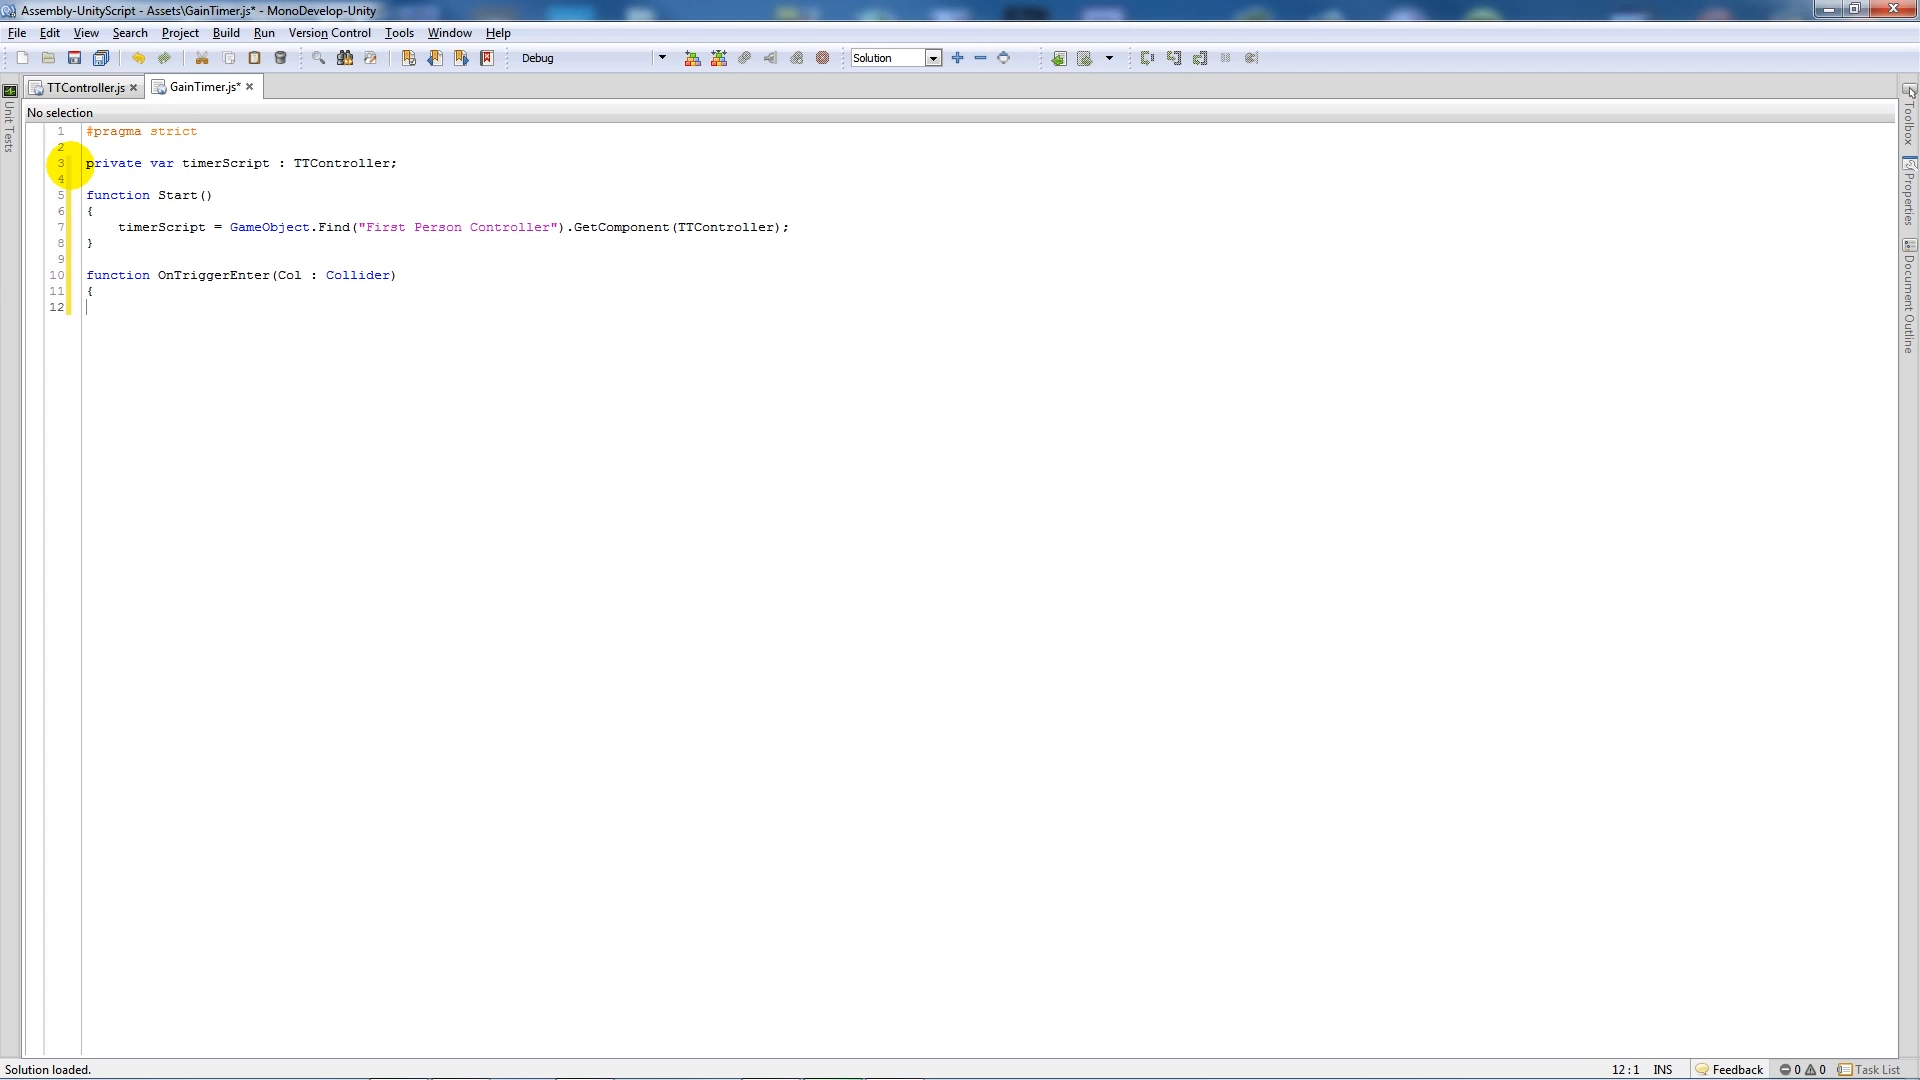 Assembly-UnityScript - Assets\GainTimer.js* - MonoDevelop-Unity
File Edit View Search Project Build Run Version Control Tools Window Help
Debug Solution
TTController.js GainTimer.js*
No selection
1 #pragma strict
2
3 private var timerScript : TTController;
4
5 function Start()
6 {
7 timerScript = GameObject.Find("First Person Controller").GetComponent(TTController);
8 }
9
10 function OnTriggerEnter(Col : Collider)
11 {
12
Unit Tests
Toolbox
Properties
Document Outline
Solution loaded. 12 : 1 INS Feedback 0 0 Task List